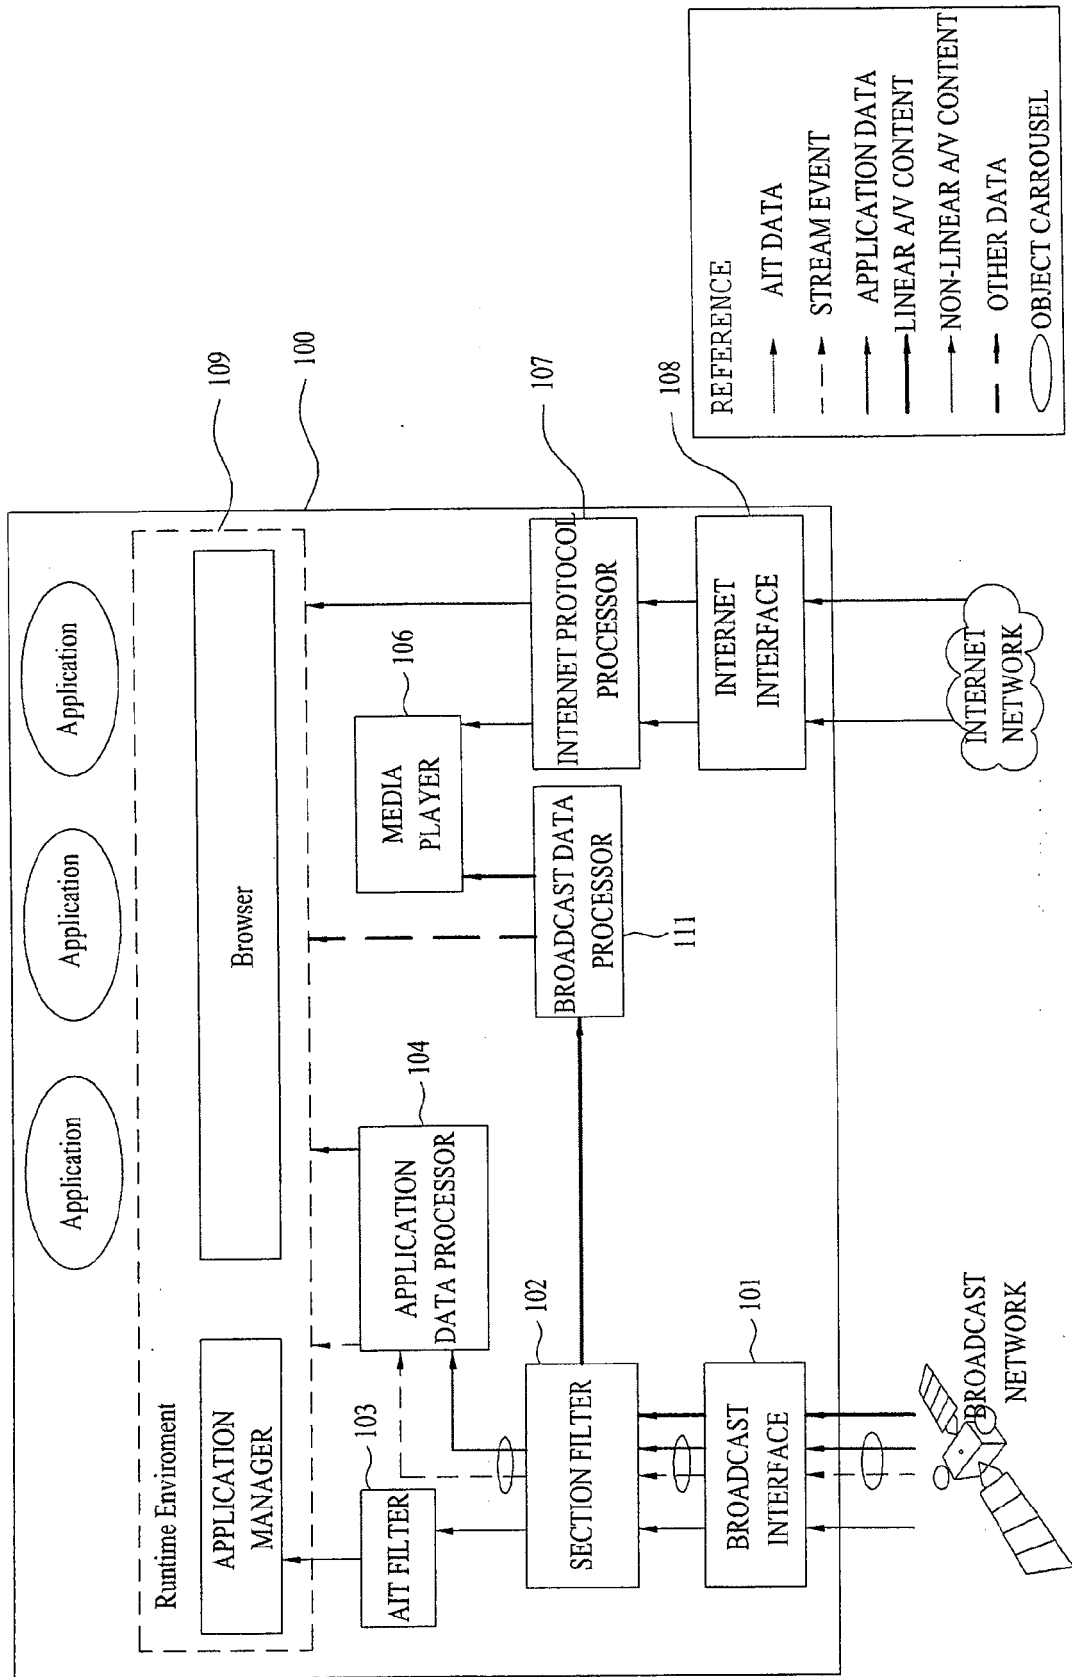 Application
Application
Application
109
100
Runtime Enviroment
APPLICATION
MANAGER
Browser
103
AIT FILTER
104
APPLICATION
DATA PROCESSOR
106
MEDIA
PLAYER
107
INTERNET PROTOCOL
PROCESSOR
102
SECTION FILTER
BROADCAST DATA
PROCESSOR
111
108
INTERNET
INTERFACE
101
BROADCAST
INTERFACE
BROADCAST
NETWORK
INTERNET
NETWORK
REFERENCE
AIT DATA
STREAM EVENT
APPLICATION DATA
LINEAR A/V CONTENT
NON-LINEAR A/V CONTENT
OTHER DATA
OBJECT CARROUSEL